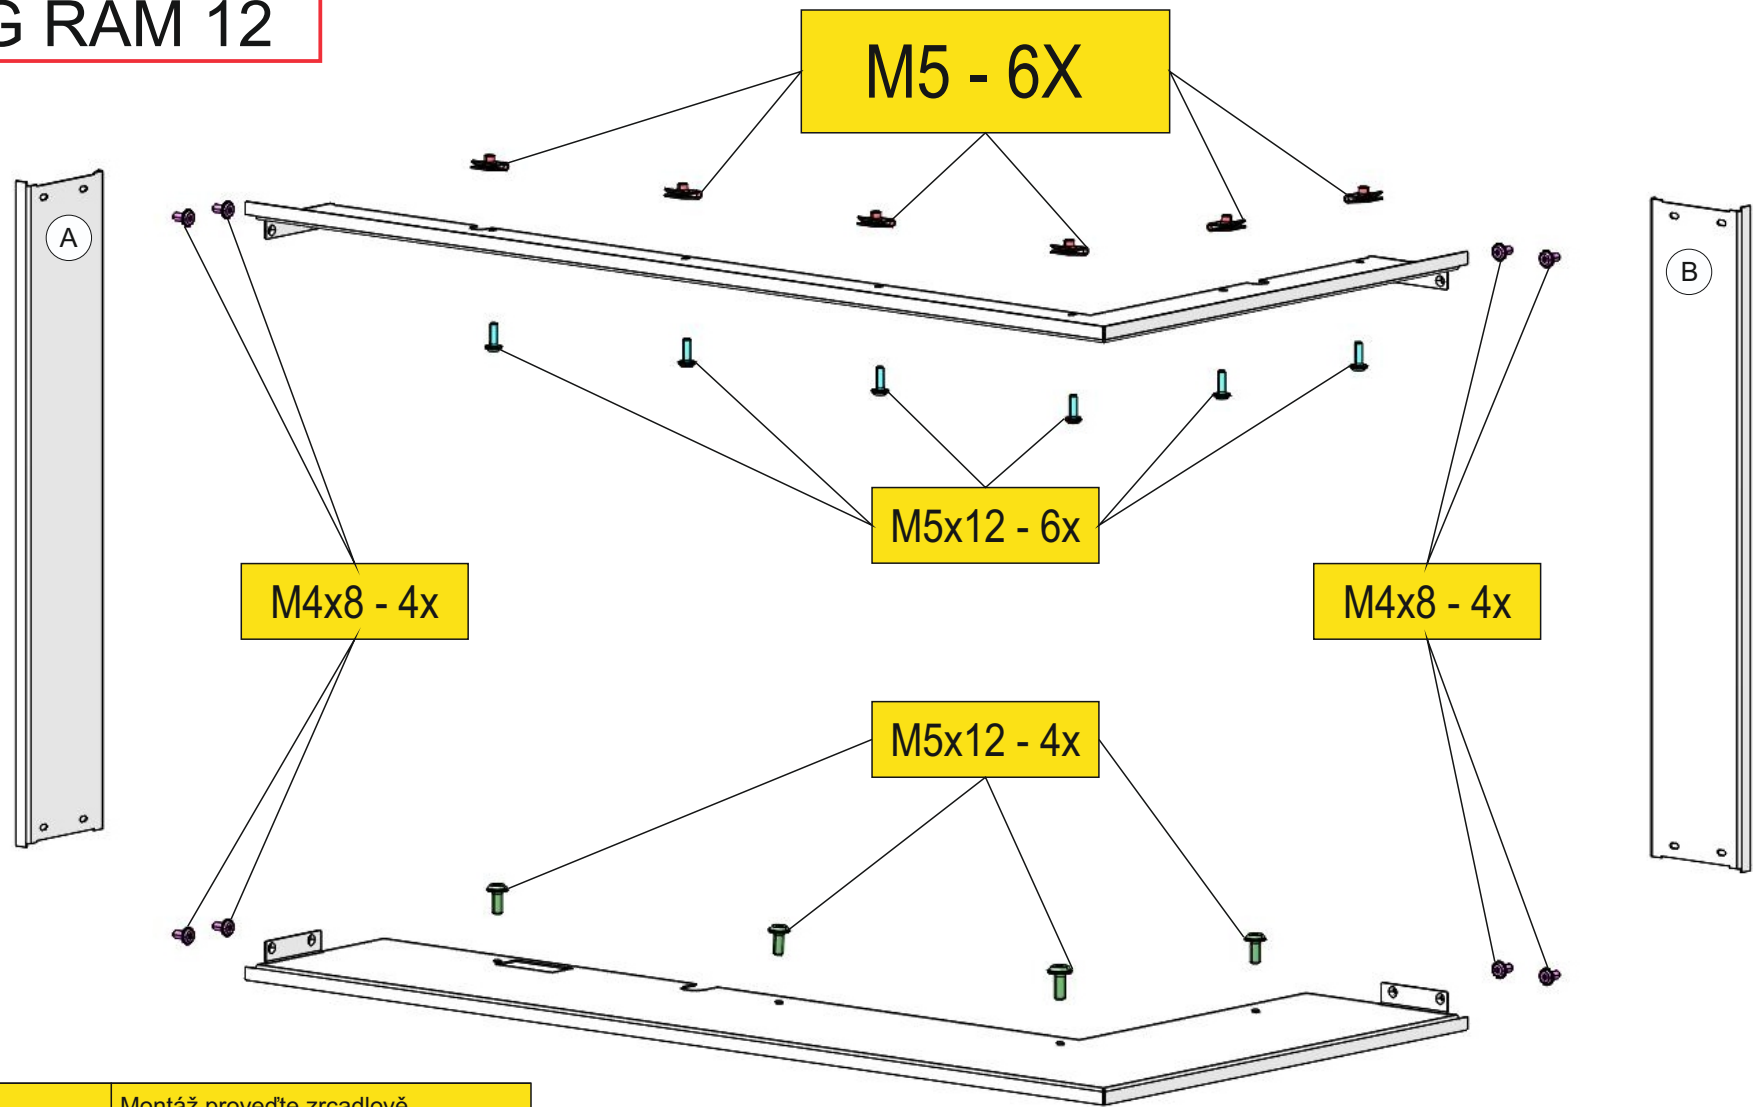 G RAM 12
M5 - 6X
A
B
M5x12 - 6x
M4x8 - 4x
M4x8 - 4x
M5x12 - 4x
Montáž proveďte zrcadlově